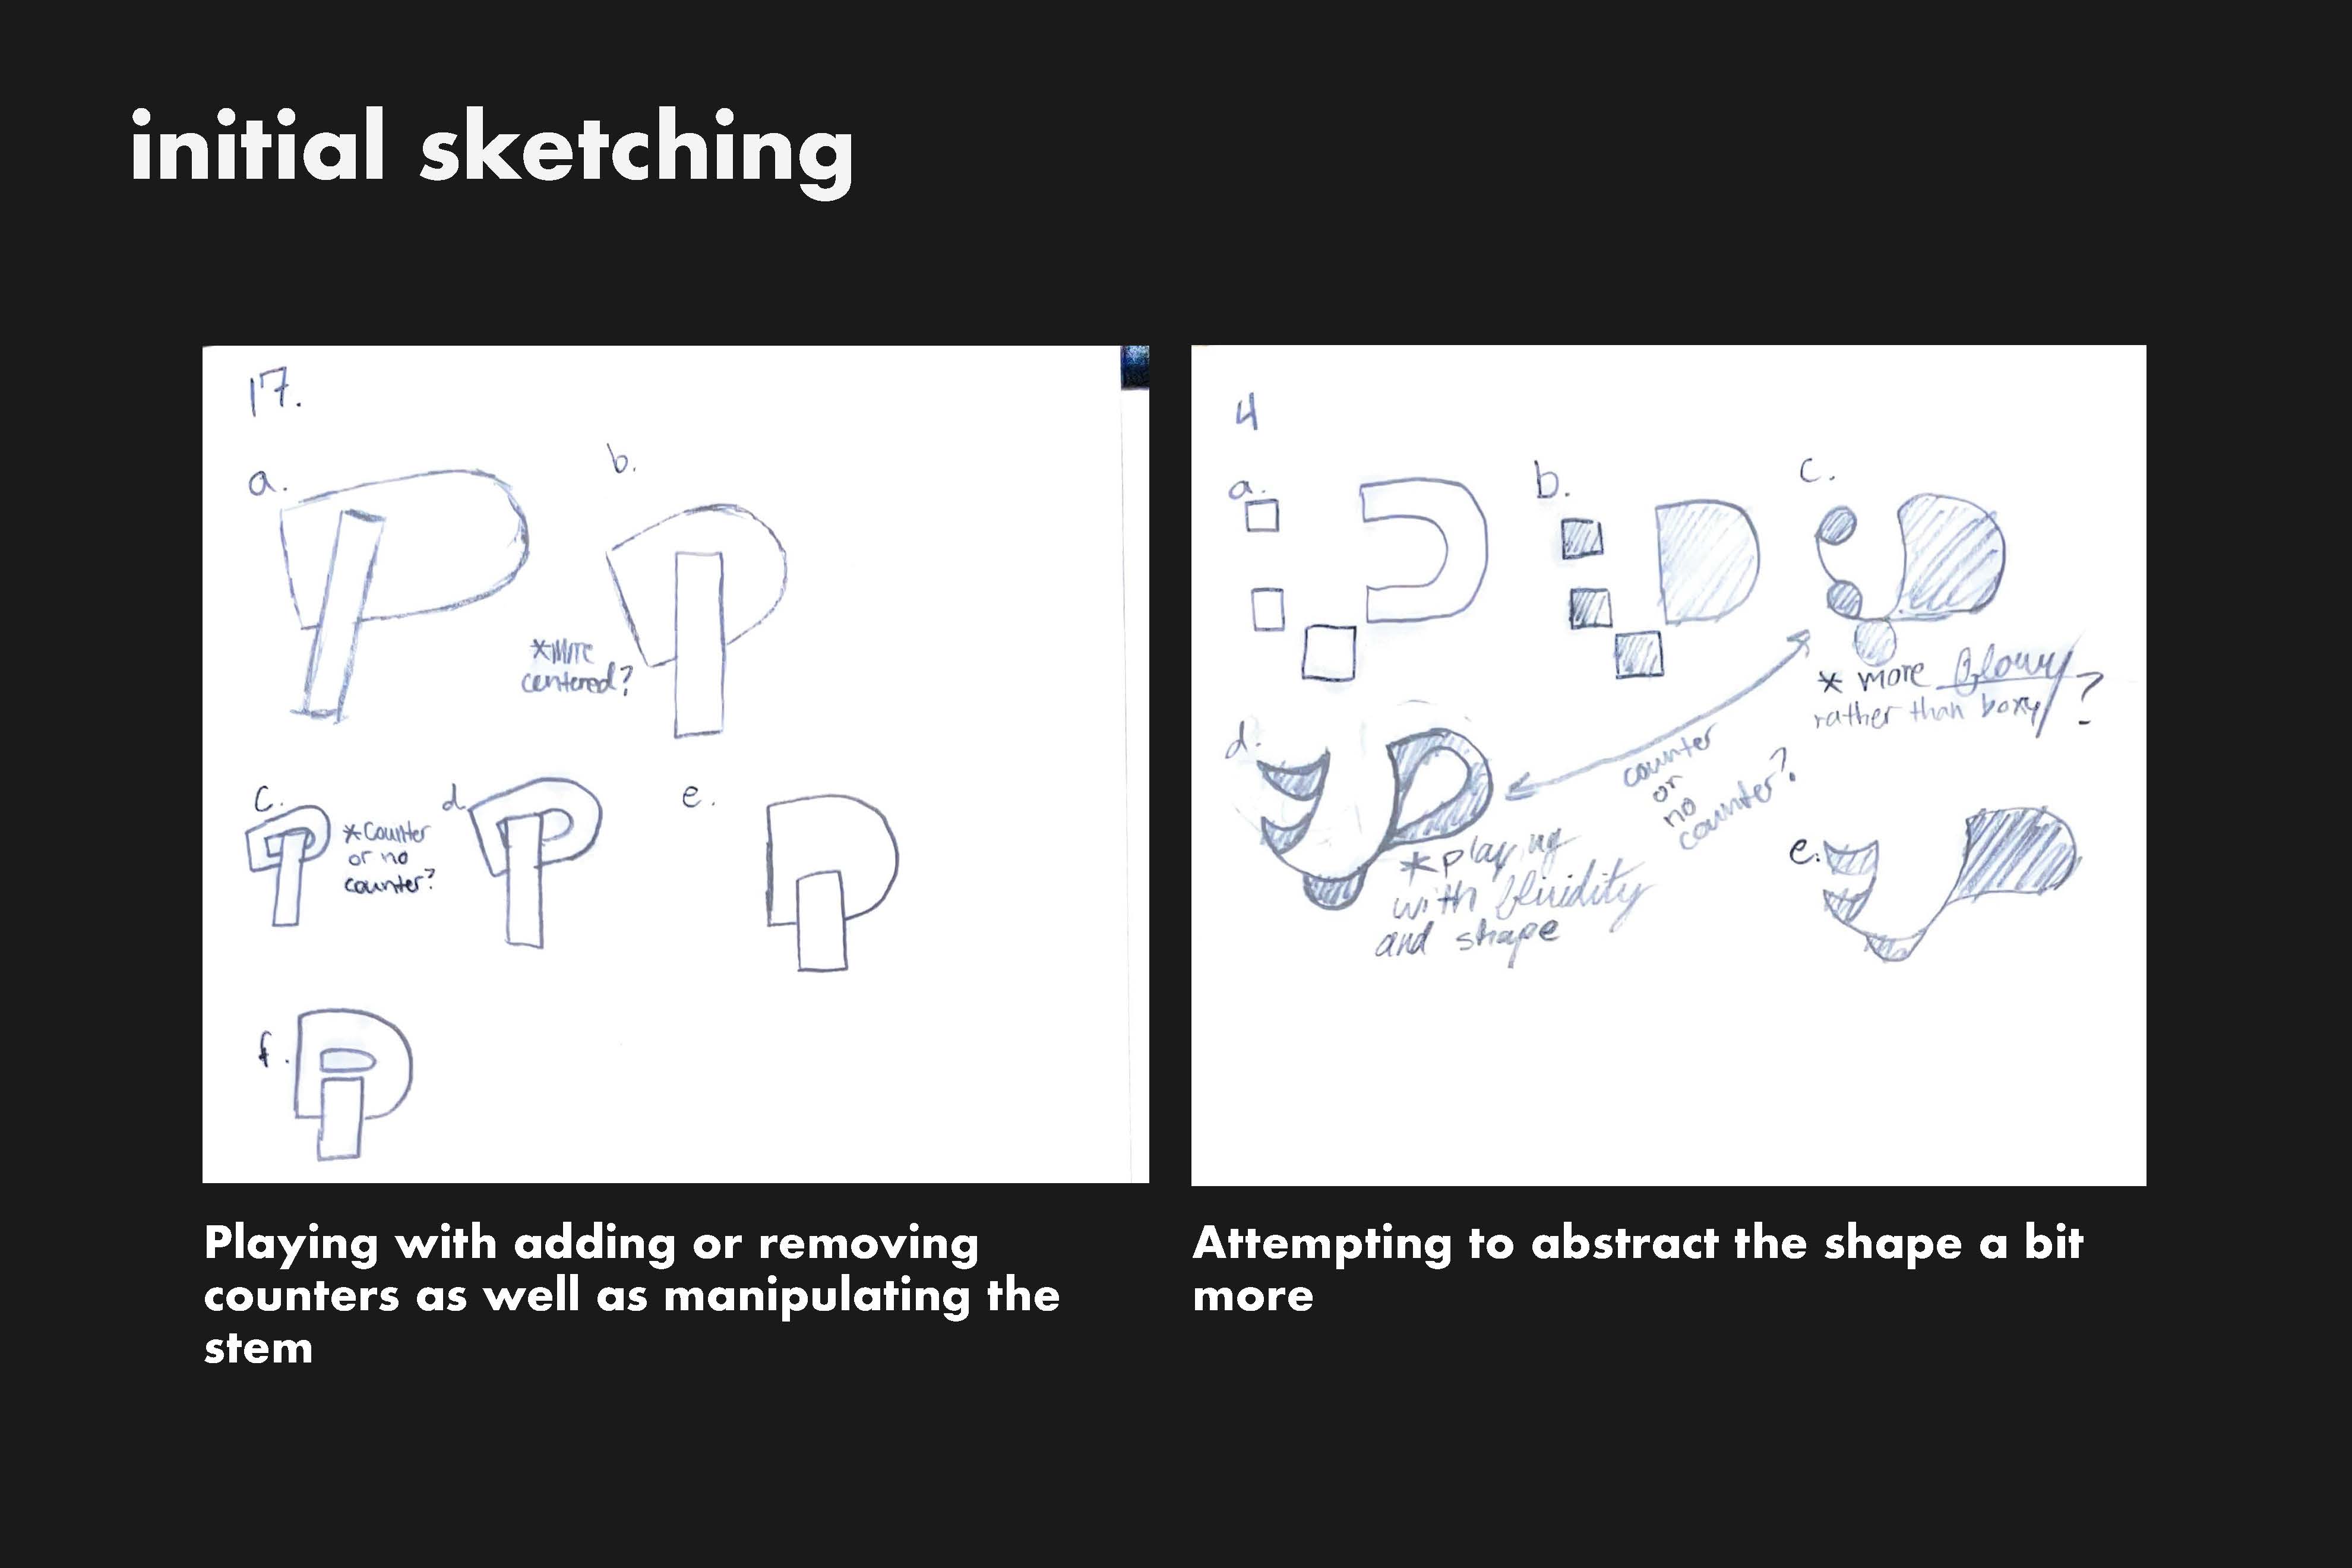 initial sketching
17.
a.
b.
*More
centered?
c.
*Counter
or no
counter?
d.
e.
f.
4
a.
b.
c.
* more flowy
rather than boxy?
d.
counter
or
no
counter?
*playing
with fluidity
and shape
e.
Playing with adding or removing
counters as well as manipulating the
stem
Attempting to abstract the shape a bit
more